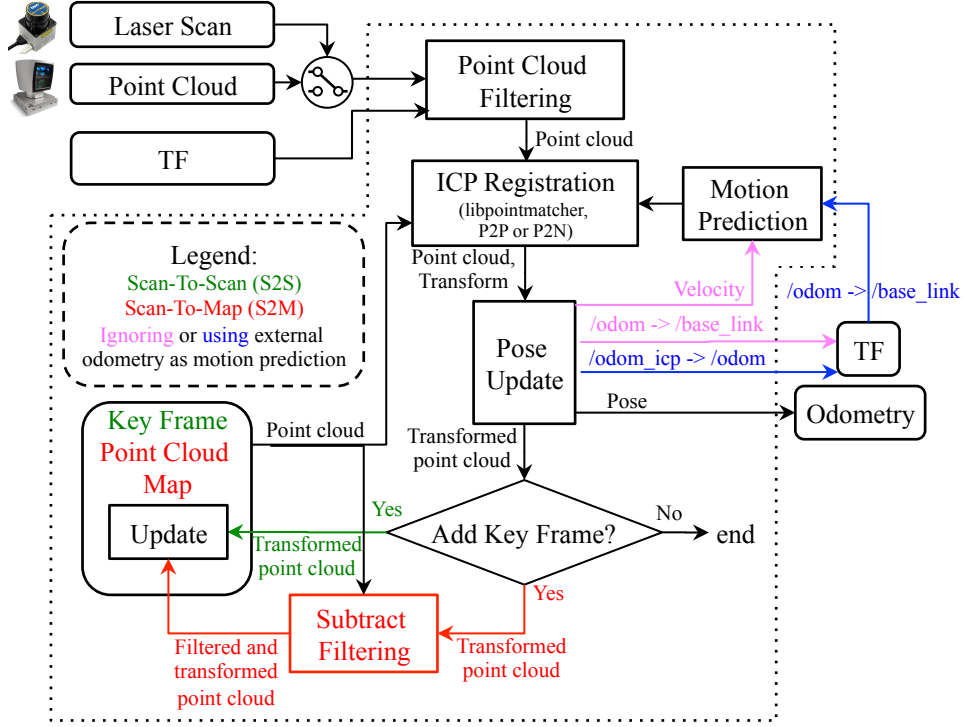 Laser Scan
Point Cloud
TF
Point Cloud
Filtering
Point cloud
ICP Registration
(libpointmatcher,
P2P or P2N)
Motion
Prediction
Point cloud,
Transform
Legend:
Scan-To-Scan (S2S)
Scan-To-Map (S2M)
Ignoring or using external
odometry as motion prediction
Velocity
/odom -> /base_link
/odom -> /base_link
/odom_icp -> /odom
TF
Pose
Update
Pose
Odometry
Key Frame
Point Cloud
Map
Update
Point cloud
Transformed
point cloud
Add Key Frame?
No
end
Yes
Transformed
point cloud
Yes
Transformed
point cloud
Subtract
Filtering
Filtered and
transformed
point cloud